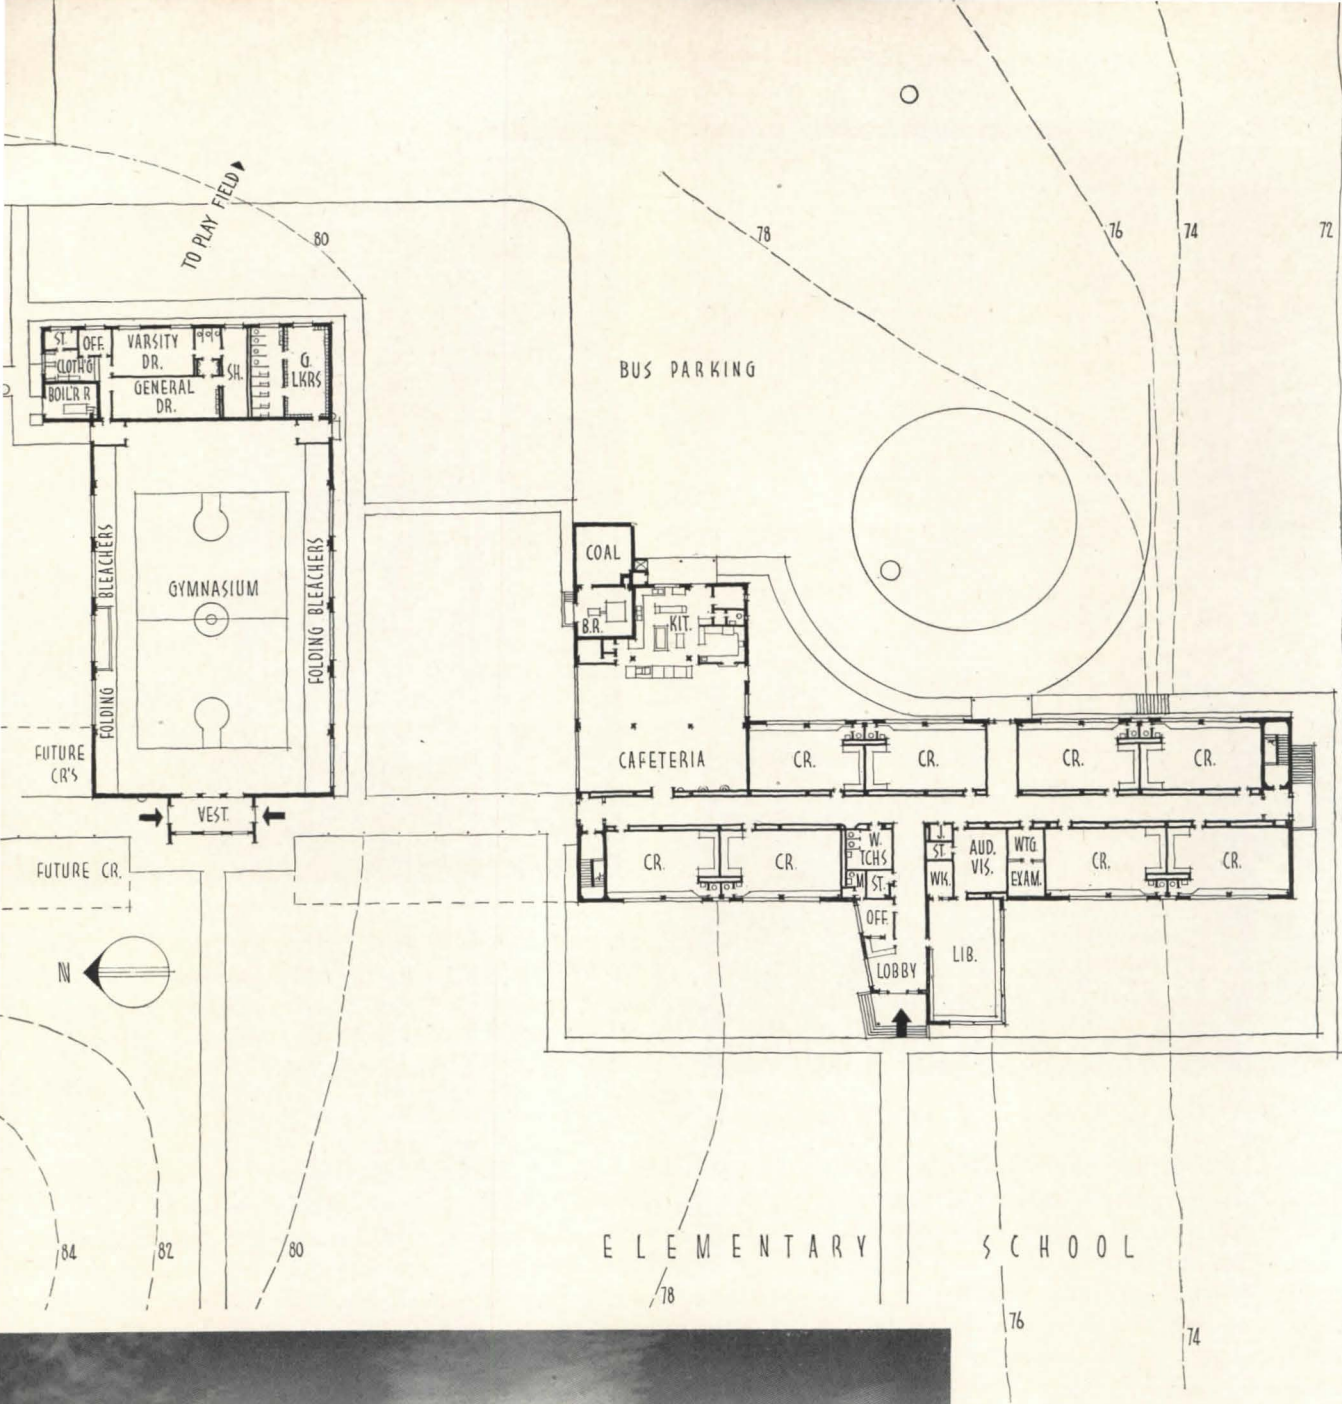 TO PLAY FIELD
80
78
76
74
72
ST.
OFF.
VARSITY
DR.
CLOTH'G
BOIL'R R
GENERAL
DR.
SH.
G.
LKRS
BUS PARKING
FOLDING BLEACHERS
GYMNASIUM
FOLDING BLEACHERS
COAL
B.R.
KIT.
CAFETERIA
CR.
CR.
CR.
CR.
FUTURE
CR'S
VEST.
FUTURE CR.
CR.
CR.
W.
TCHS
M
ST.
ST.
WK.
AUD.
VIS.
WTG.
EXAM.
CR.
CR.
OFF.
LOBBY
LIB.
N
84
82
80
ELEMENTARY SCHOOL
78
76
74